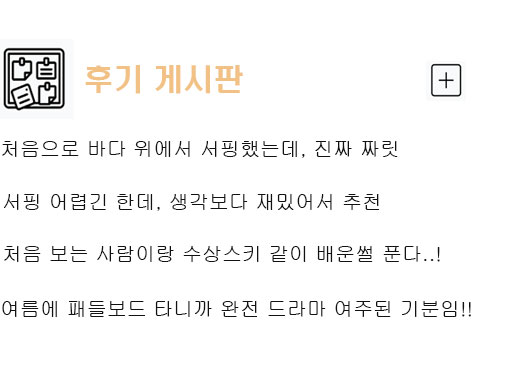 후기 게시판
처음으로 바다 위에서 서핑했는데, 진짜 짜릿
서핑 어렵긴 한데, 생각보다 재밌어서 추천
처음 보는 사람이랑 수상스키 같이 배운썰 푼다..!
여름에 패들보드 타니까 완전 드라마 여주된 기분임!!